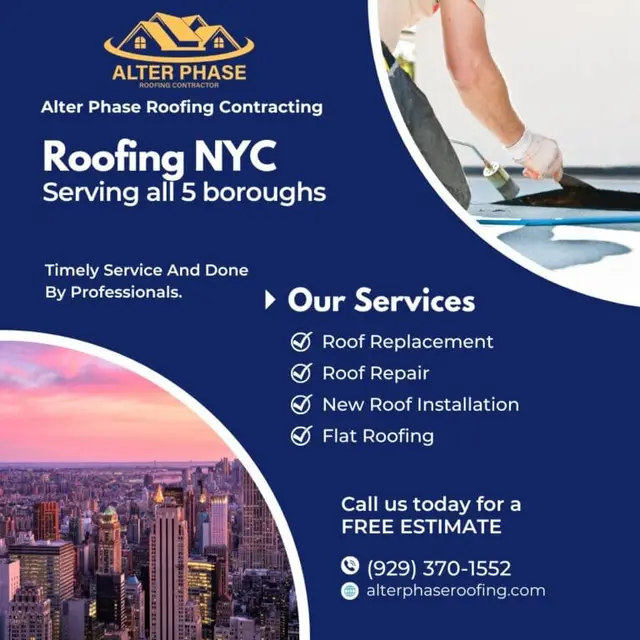 ALTER PHASE
ROOFING CONTRACTOR
Alter Phase Roofing Contracting
Roofing NYC
Serving all 5 boroughs
Timely Service And Done
By Professionals.
Our Services
Roof Replacement
Roof Repair
New Roof Installation
Flat Roofing
Call us today for a
FREE ESTIMATE
(929) 370-1552
alterphaseroofing.com